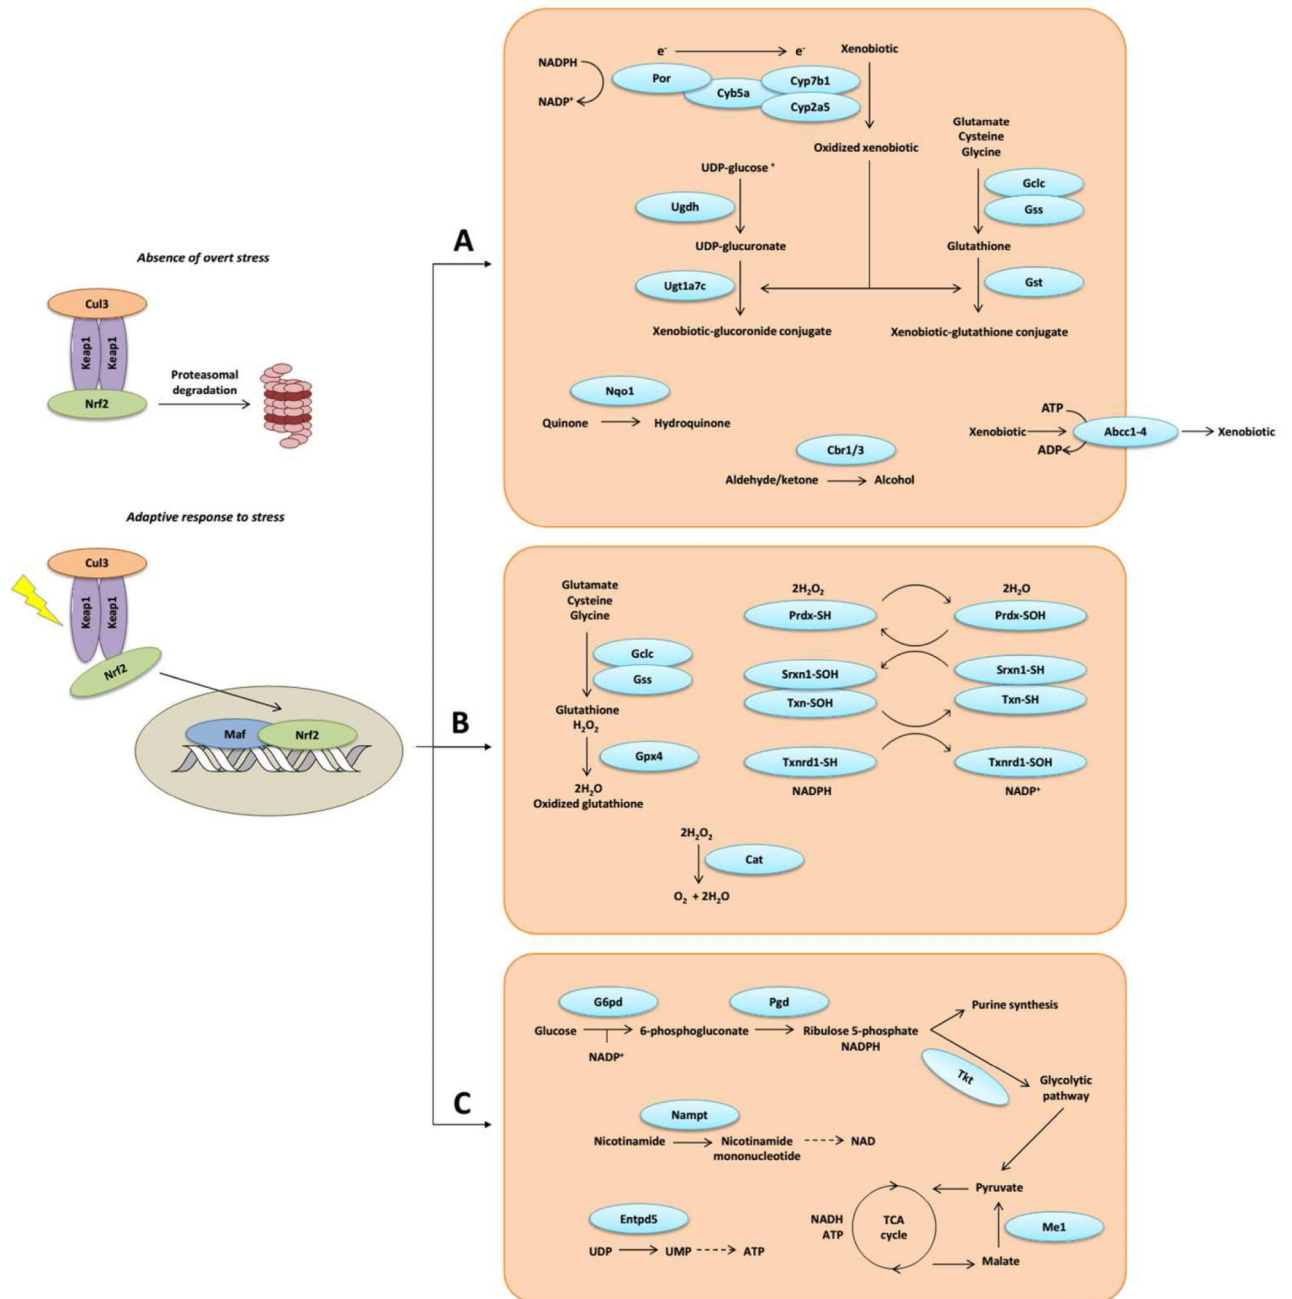 Absence of overt stress
Cul3
Keap1
Keap1
Nrf2
Proteasomal
degradation
Adaptive response to stress
Cul3
Keap1
Keap1
Nrf2
Maf
Nrf2
A
NADPH
NADP⁺
e⁻
e⁻
Por
Cyb5a
Cyp7b1
Cyp2a5
Xenobiotic
Oxidized xenobiotic
UDP-glucose ⁺
Ugdh
UDP-glucuronate
Ugt1a7c
Xenobiotic-glucoronide conjugate
Glutamate
Cysteine
Glycine
Gclc
Gss
Glutathione
Gst
Xenobiotic-glutathione conjugate
Nqo1
Quinone
Hydroquinone
Cbr1/3
Aldehyde/ketone
Alcohol
ATP
Xenobiotic
ADP
Abcc1-4
Xenobiotic
B
Glutamate
Cysteine
Glycine
Gclc
Gss
Glutathione
H₂O₂
Gpx4
2H₂O
Oxidized glutathione
2H₂O₂
Prdx-SH
2H₂O
Prdx-SOH
Srxn1-SOH
Txn-SOH
Srxn1-SH
Txn-SH
Txnrd1-SH
NADPH
Txnrd1-SOH
NADP⁺
2H₂O₂
Cat
O₂ + 2H₂O
C
G6pd
Pgd
Glucose
6-phosphogluconate
Ribulose 5-phosphate
NADPH
NADP⁺
Purine synthesis
Tkt
Glycolytic
pathway
Nampt
Nicotinamide
Nicotinamide
mononucleotide
NAD
Entpd5
UDP
UMP
ATP
NADH
ATP
TCA
cycle
Pyruvate
Me1
Malate